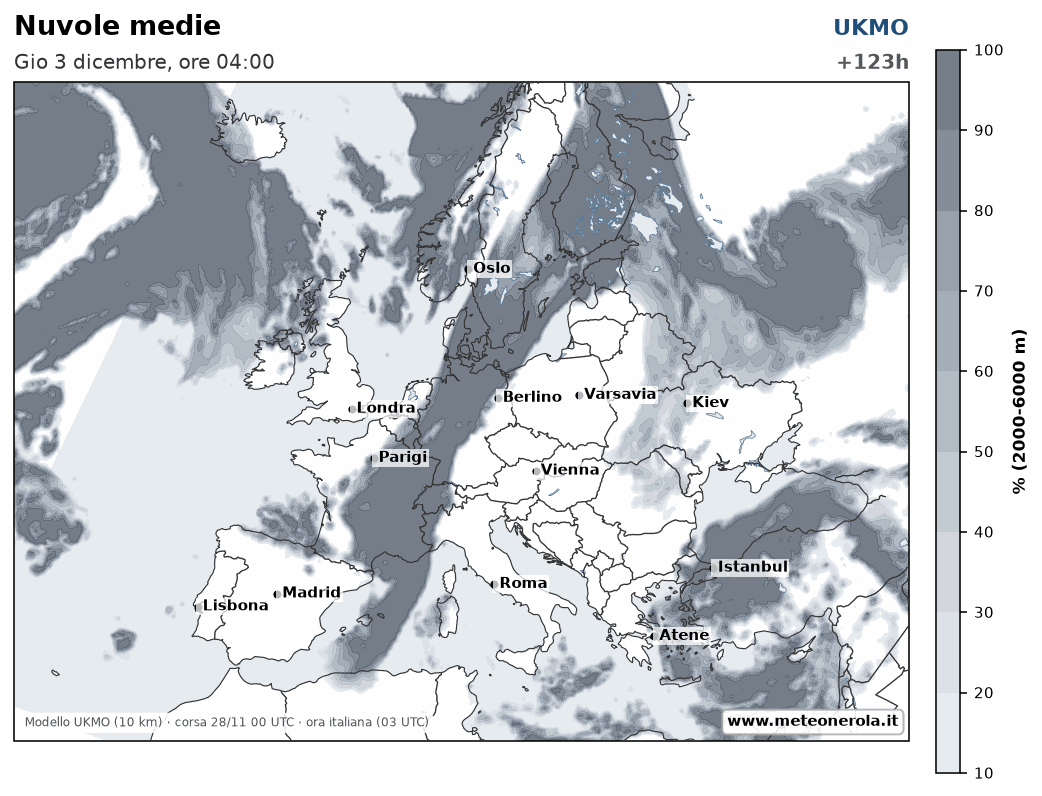 Nuvole medie
UKMO
Gio 3 dicembre, ore 04:00
+123h
100
90
80
70
60
50
40
30
20
10
% (2000-6000 m)
Oslo
Berlino
Varsavia
Kiev
Londra
Parigi
Vienna
Istanbul
Roma
Madrid
Lisbona
Atene
Modello UKMO (10 km) · corsa 28/11 00 UTC · ora italiana (03 UTC)
www.meteonerola.it